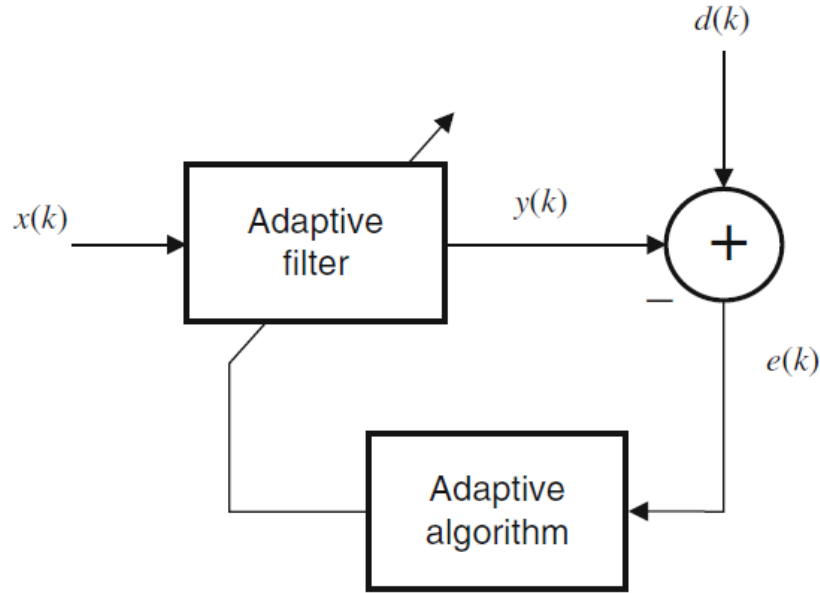 d(k)
x(k)
Adaptive
filter
y(k)
+
–
e(k)
Adaptive
algorithm